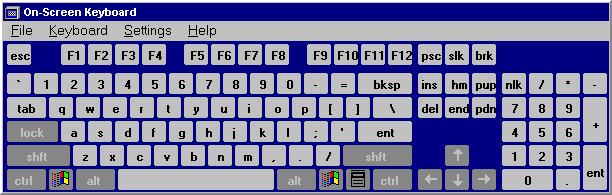 On-Screen Keyboard
File Keyboard Settings Help
esc F1 F2 F3 F4 F5 F6 F7 F8 F9 F10 F11 F12 psc slk brk
` 1 2 3 4 5 6 7 8 9 0 - = bksp ins hm pup nlk / * -
tab q w e r t y u i o p [ ] \ del end pdn 7 8 9 +
lock a s d f g h j k l ; ' ent 4 5 6
shft z x c v b n m , . / shft ↑ 1 2 3 ent
ctrl alt alt ctrl ← ↓ → 0 .